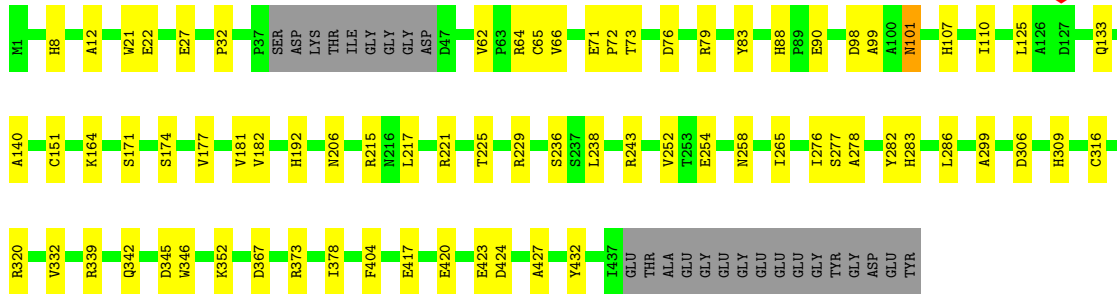 M1 H8 A12 W21 E22 E27 P32 P37 SER ASP LYS THR ILE GLY GLY GLY ASP D47 V62 P63 R64 C65 V66 E71 P72 T73 D76 R79 Y83 H88 P89 E90 D98 A99 A100 N101 H107 I110 L125 A126 D127 Q133
A140 C151 K164 S171 S174 V177 V181 V182 H192 N206 R215 N216 L217 R221 T225 R229 S236 S237 L238 R243 V252 T253 E254 N258 I265 I276 S277 A278 Y282 H283 L286 A299 D306 H309 C316
R320 V332 R339 Q342 D345 W346 K352 D367 R373 I378 F404 E417 E420 E423 D424 A427 Y432 I437 GLU THR ALA GLU GLY GLU GLY GLU GLU GLU GLY TYR GLY ASP GLU TYR